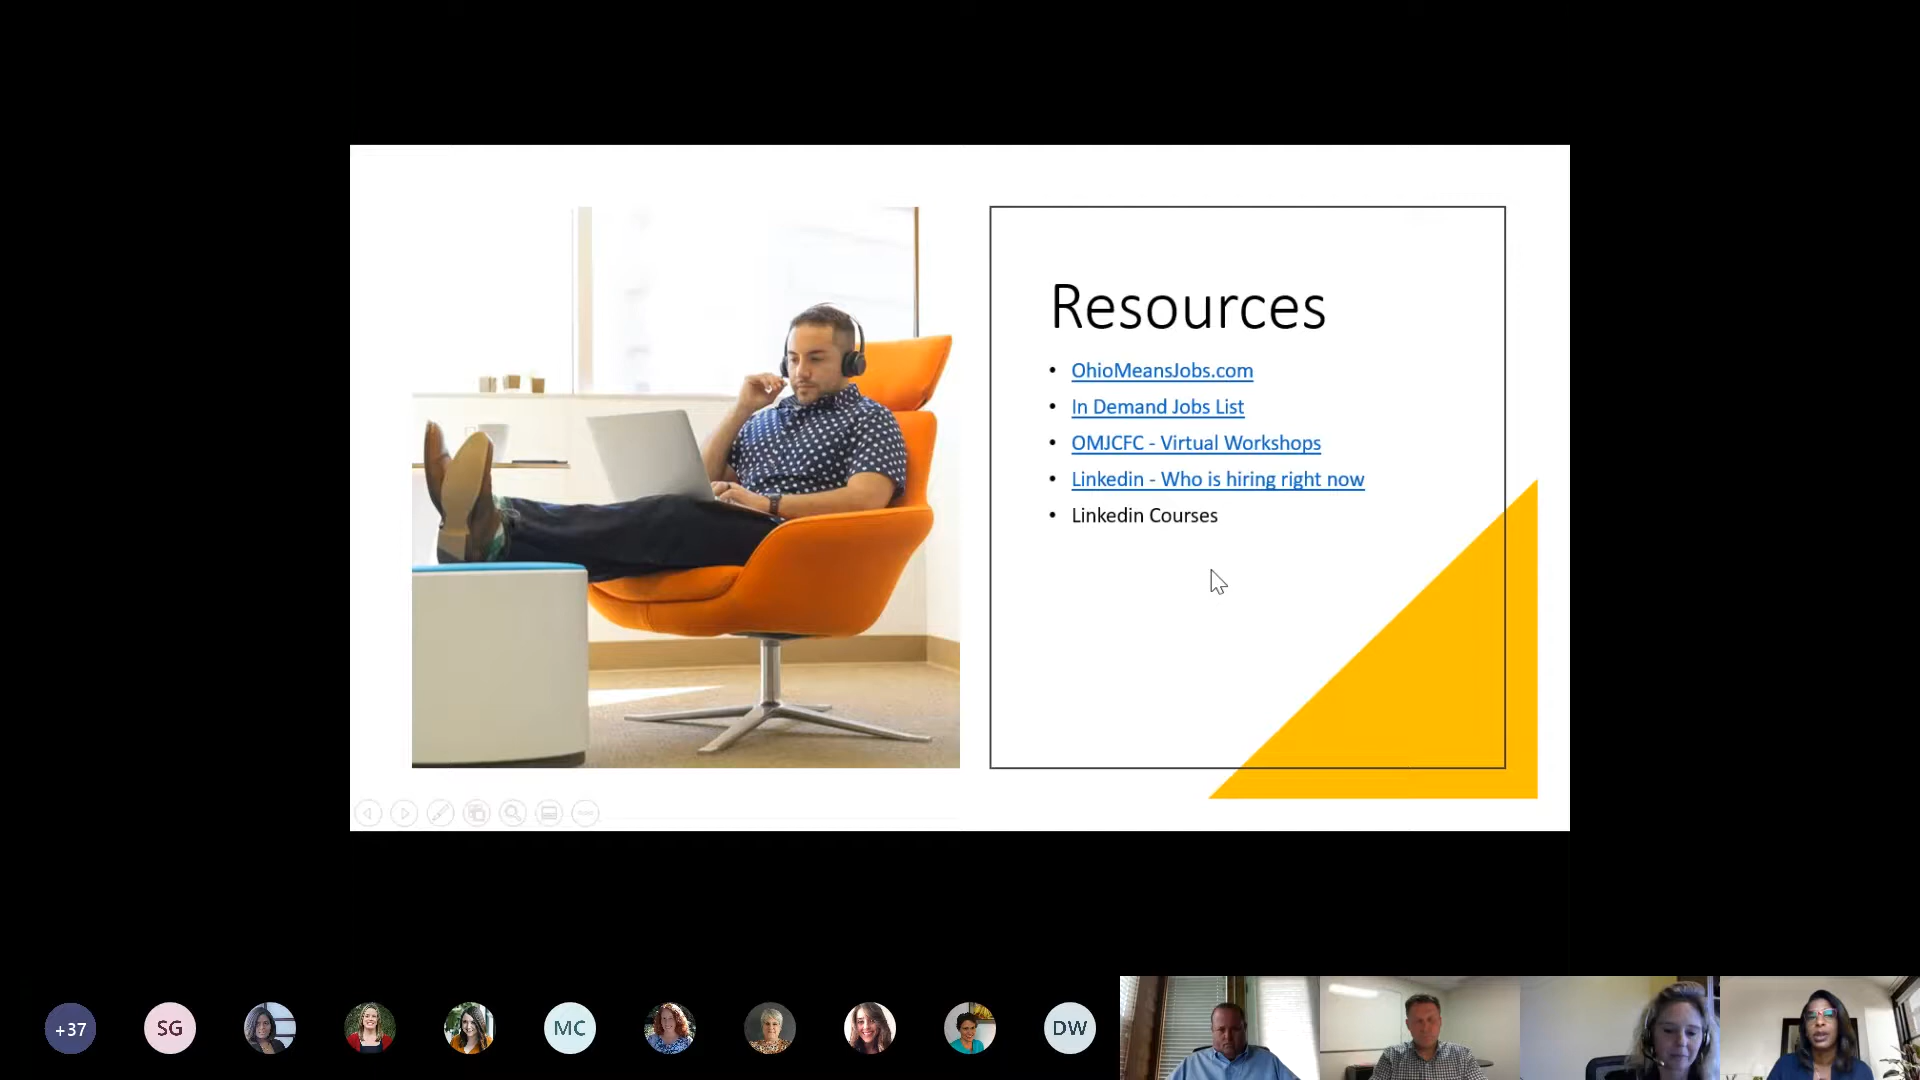 Resources
• OhioMeansJobs.com
• In Demand Jobs List
• OMJCFC - Virtual Workshops
• Linkedin - Who is hiring right now
• Linkedin Courses
+37
SG
MC
DW